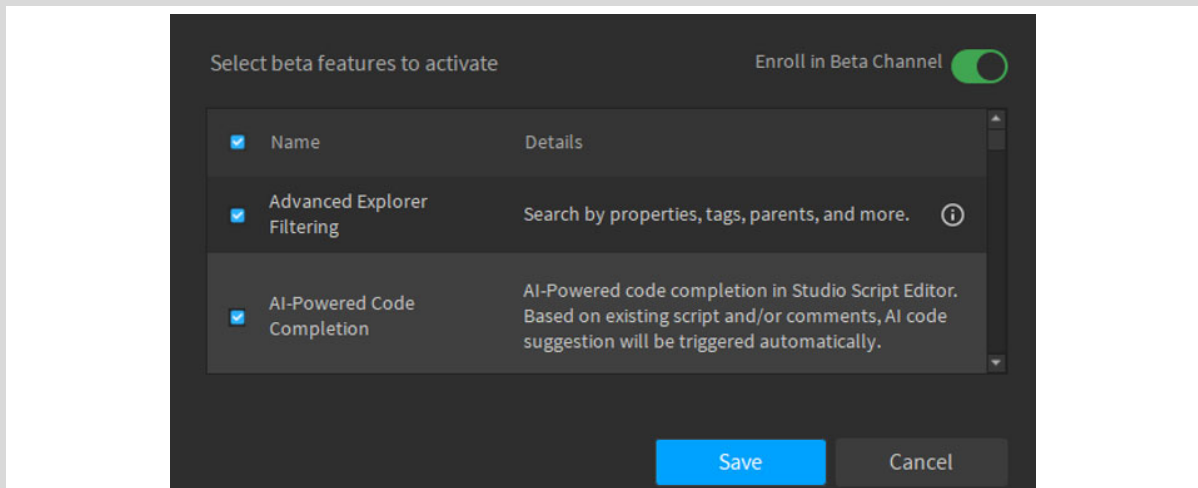 Select beta features to activate
Enroll in Beta Channel
Name
Details
Advanced Explorer
Filtering
Search by properties, tags, parents, and more.
AI-Powered Code
Completion
AI-Powered code completion in Studio Script Editor.
Based on existing script and/or comments, AI code
suggestion will be triggered automatically.
Save
Cancel